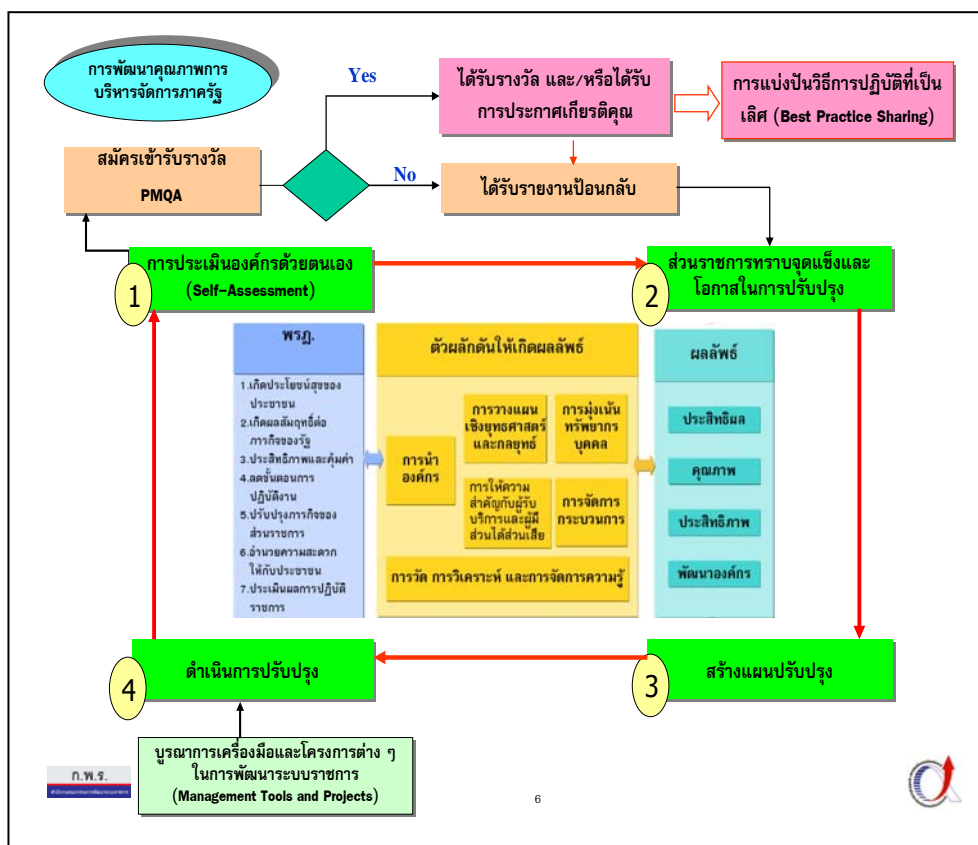 การพัฒนาคุณภาพการ
บริหารจัดการภาครัฐ
Yes
ได้รับรางวัล และ/หรือได้รับ
การประกาศเกียรติคุณ
การแบ่งปันวิธีการปฏิบัติที่เป็น
เลิศ (Best Practice Sharing)
สมัครเข้ารับรางวัล
PMQA
No
ได้รับรายงานป้อนกลับ
1
การประเมินองค์กรด้วยตนเอง
(Self-Assessment)
2
ส่วนราชการทราบจุดแข็งและ
โอกาสในการปรับปรุง
พรฎ.
1.เกิดประโยชน์สุขของ
ประชาชน
2.เกิดผลสัมฤทธิ์ต่อ
ภารกิจของรัฐ
3.ประสิทธิภาพและคุ้มค่า
4.ลดขั้นตอนการ
ปฏิบัติงาน
5.ปรับปรุงภารกิจของ
ส่วนราชการ
6.อำนวยความสะดวก
ให้กับประชาชน
7.ประเมินผลการปฏิบัติ
ราชการ
ตัวผลักดันให้เกิดผลลัพธ์
การนำ
องค์กร
การวางแผน
เชิงยุทธศาสตร์
และกลยุทธ์
การมุ่งเน้น
ทรัพยากร
บุคคล
การให้ความ
สำคัญกับผู้รับ
บริการและผู้มี
ส่วนได้ส่วนเสีย
การจัดการ
กระบวนการ
การวัด การวิเคราะห์ และการจัดการความรู้
ผลลัพธ์
ประสิทธิผล
คุณภาพ
ประสิทธิภาพ
พัฒนาองค์กร
4
ดำเนินการปรับปรุง
3
สร้างแผนปรับปรุง
บูรณาการเครื่องมือและโครงการต่าง ๆ
ในการพัฒนาระบบราชการ
(Management Tools and Projects)
ก.พ.ร.
6